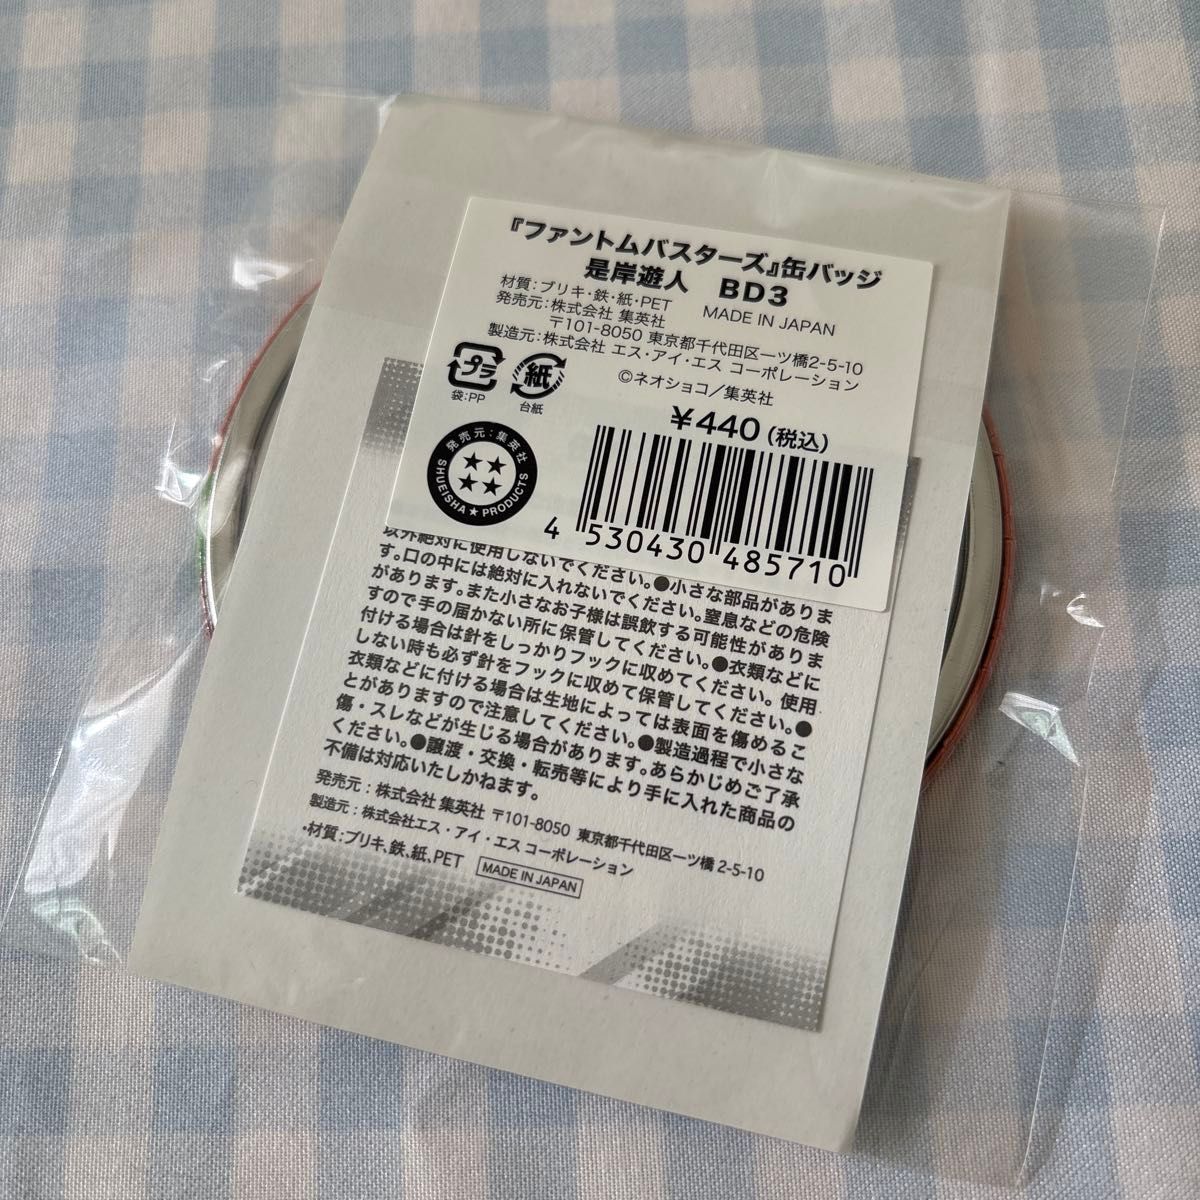 『ファントムバスターズ』缶バッジ
是岸遊人 BD3
材質:ブリキ・鉄・紙・PET MADE IN JAPAN
発売元:株式会社 集英社
〒101-8050 東京都千代田区一ツ橋2-5-10
製造元:株式会社 エス・アイ・エス コーポレーション
プラ 紙
袋:PP 台紙
©ネオショコ/集英社
¥440(税込)
発売元:集英社
SHUEISHA★PRODUCTS
4 530430 485710
以外絶対に使用しないでください。●小さな部品がありま
す。口の中には絶対に入れないでください。窒息などの危険
があります。また小さなお子様は誤飲する可能性がありま
すので手の届かない所に保管してください。●衣類などに
付ける場合は針をしっかりフックに収めてください。使用
しない時も必ず針をフックに収めて保管してください。●
衣類などに付ける場合は生地によっては表面を傷めるこ
とがありますので注意してください。●製造過程で小さな
傷・スレなどが生じる場合があります。あらかじめご了承
ください。●譲渡・交換・転売等により手に入れた商品の
不備は対応いたしかねます。
発売元:株式会社 集英社 〒101-8050 東京都千代田区一ツ橋 2-5-10
製造元:株式会社エス・アイ・エス コーポレーション
・材質:ブリキ、鉄、紙、PET MADE IN JAPAN